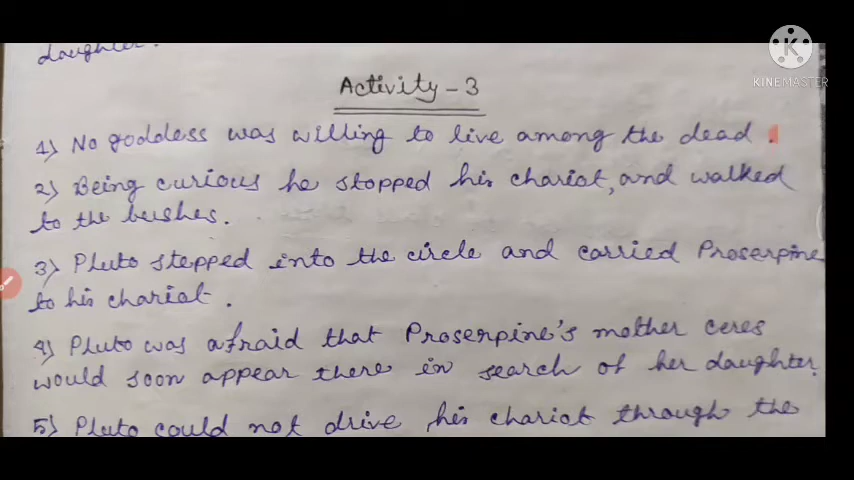 daughter.
Activity - 3
1) No goddess was willing to live among the dead.
2) Being curious he stopped his chariot, and walked
to the bushes.
3) Pluto stepped into the circle and carried Proserpine
to his chariot.
4) Pluto was afraid that Proserpine's mother ceres
would soon appear there in search of her daughter.
5) Pluto could not drive his chariot through the
KINEMASTER